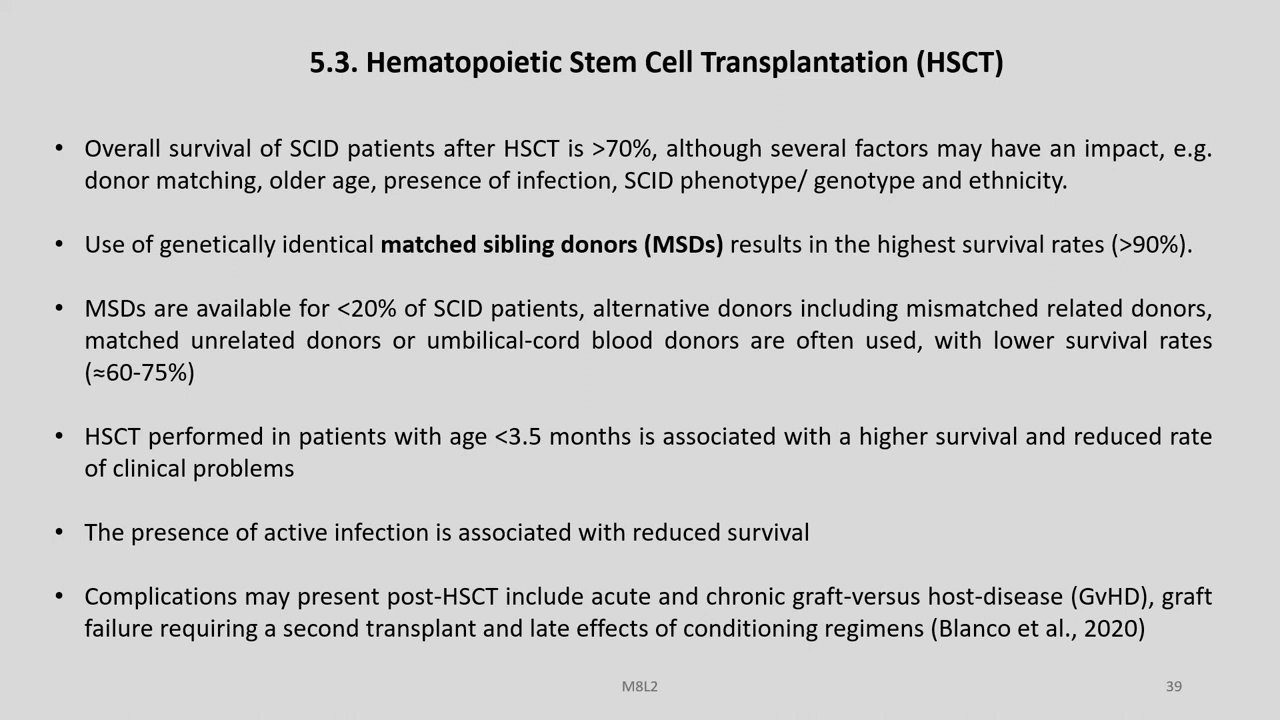 5.3. Hematopoietic Stem Cell Transplantation (HSCT)
• Overall survival of SCID patients after HSCT is >70%, although several factors may have an impact, e.g.
donor matching, older age, presence of infection, SCID phenotype/ genotype and ethnicity.
• Use of genetically identical matched sibling donors (MSDs) results in the highest survival rates (>90%).
• MSDs are available for <20% of SCID patients, alternative donors including mismatched related donors,
matched unrelated donors or umbilical-cord blood donors are often used, with lower survival rates
(≈60-75%)
• HSCT performed in patients with age <3.5 months is associated with a higher survival and reduced rate
of clinical problems
• The presence of active infection is associated with reduced survival
• Complications may present post-HSCT include acute and chronic graft-versus host-disease (GvHD), graft
failure requiring a second transplant and late effects of conditioning regimens (Blanco et al., 2020)
M8L2
39